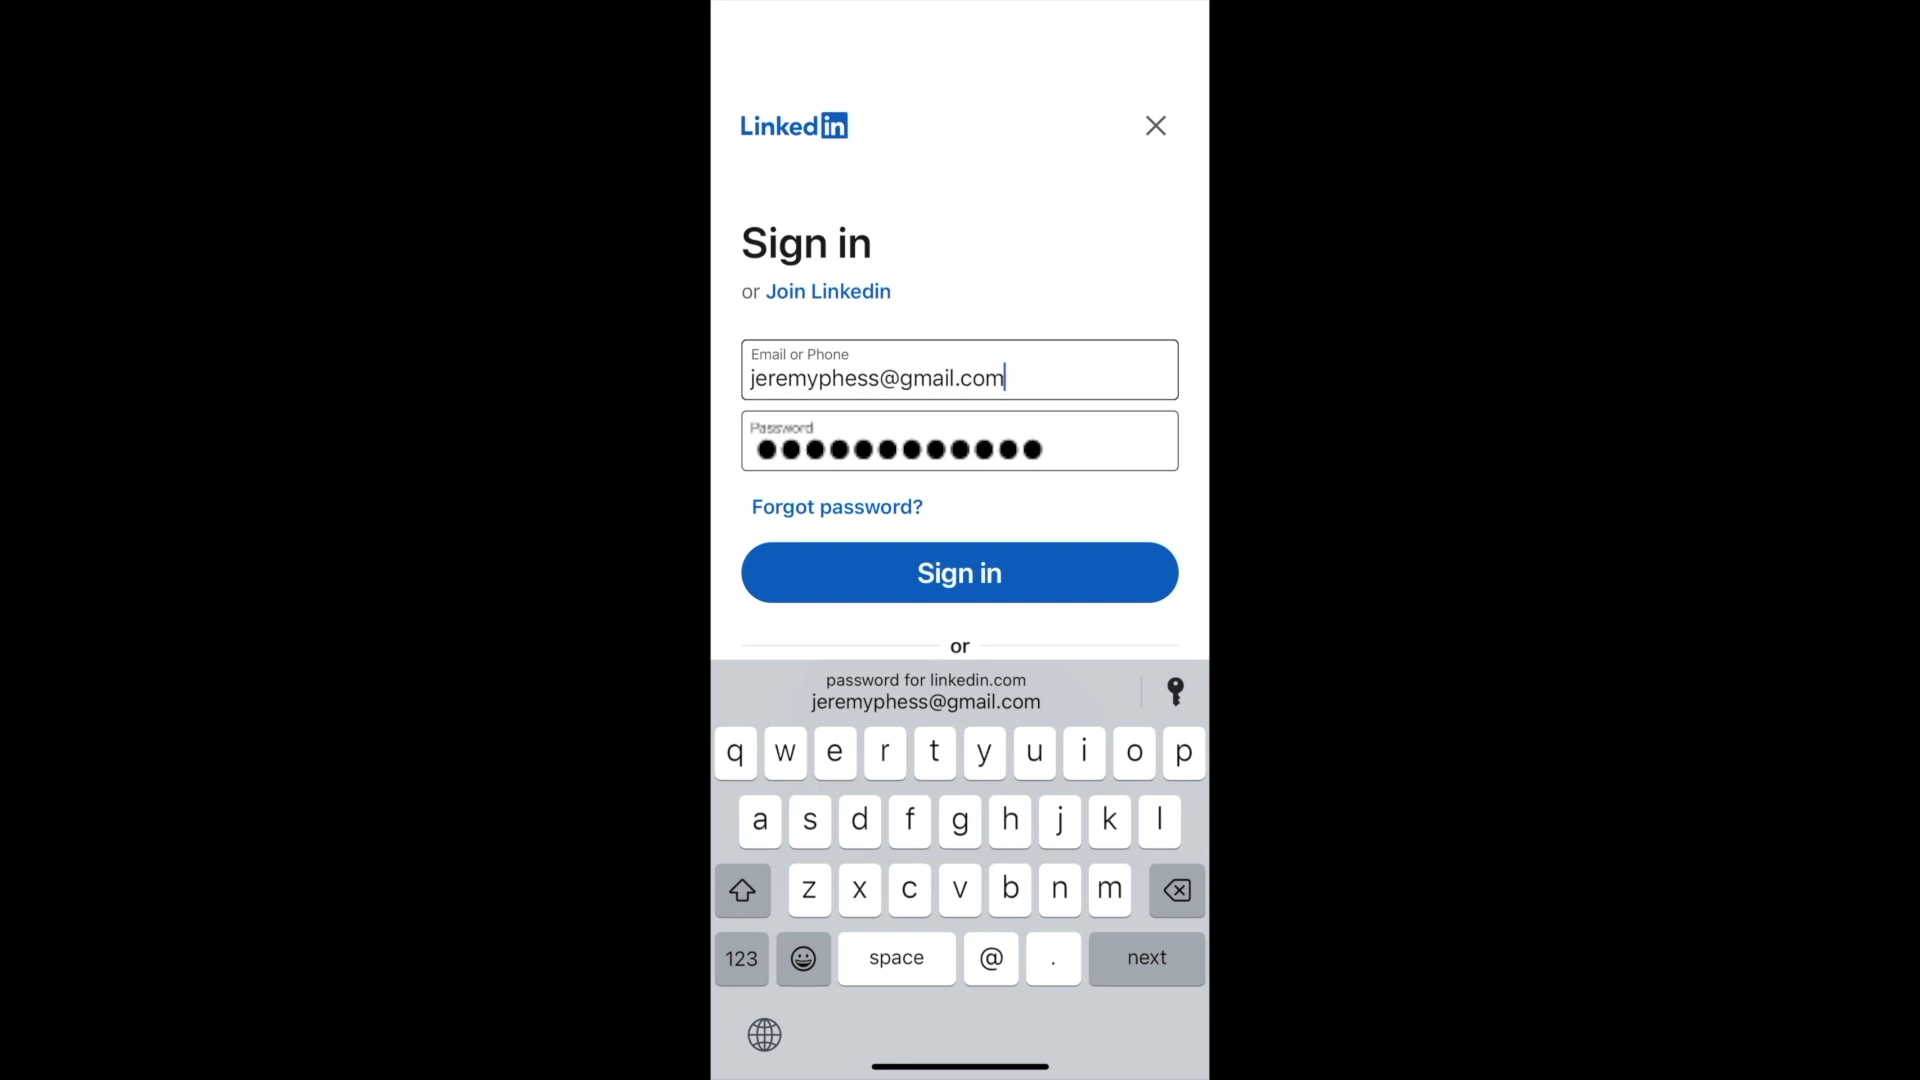 Linkedin
Sign in
or Join Linkedin
Email or Phone
jeremyphess@gmail.com
Password
Forgot password?
Sign in
or
password for linkedin.com
jeremyphess@gmail.com
q w e r t y u i o p
a s d f g h j k l
z x c v b n m
123 space @ . next